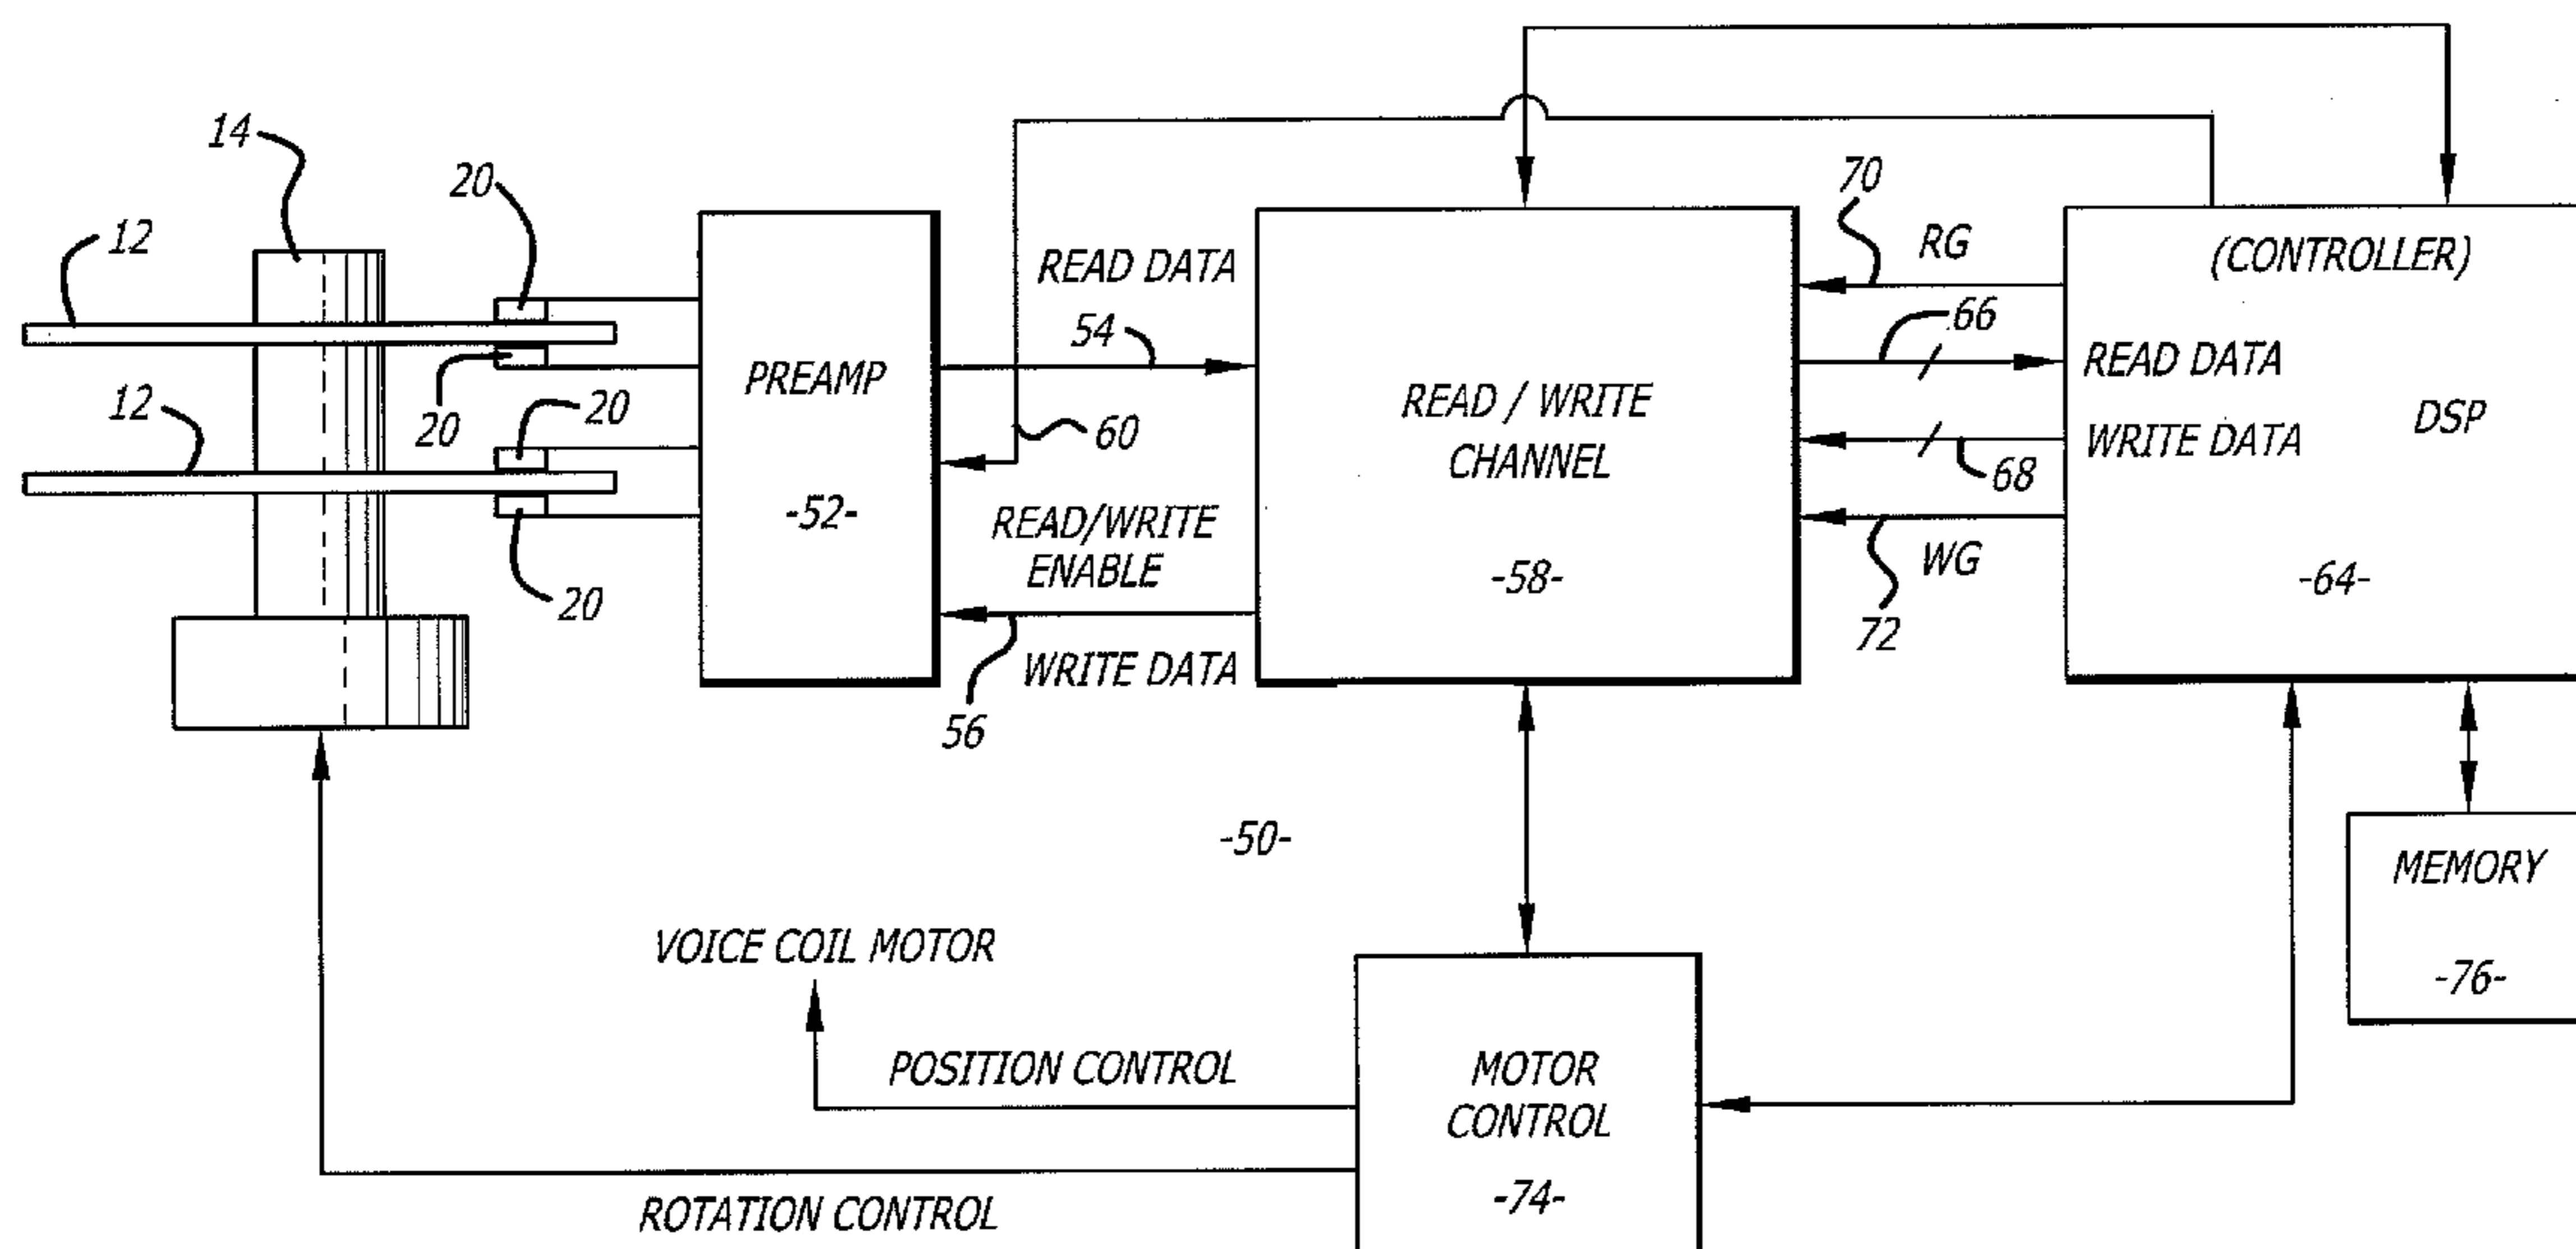 14
20
12
70
RG
(CONTROLLER)
READ DATA
66
54
PREAMP
READ / WRITE
CHANNEL
READ DATA
DSP
12
20
20
60
WRITE DATA
68
-52-
READ/WRITE
ENABLE
-58-
WG
-64-
20
72
WRITE DATA
56
-50-
MEMORY
-76-
VOICE COIL MOTOR
POSITION CONTROL
MOTOR
CONTROL
-74-
ROTATION CONTROL